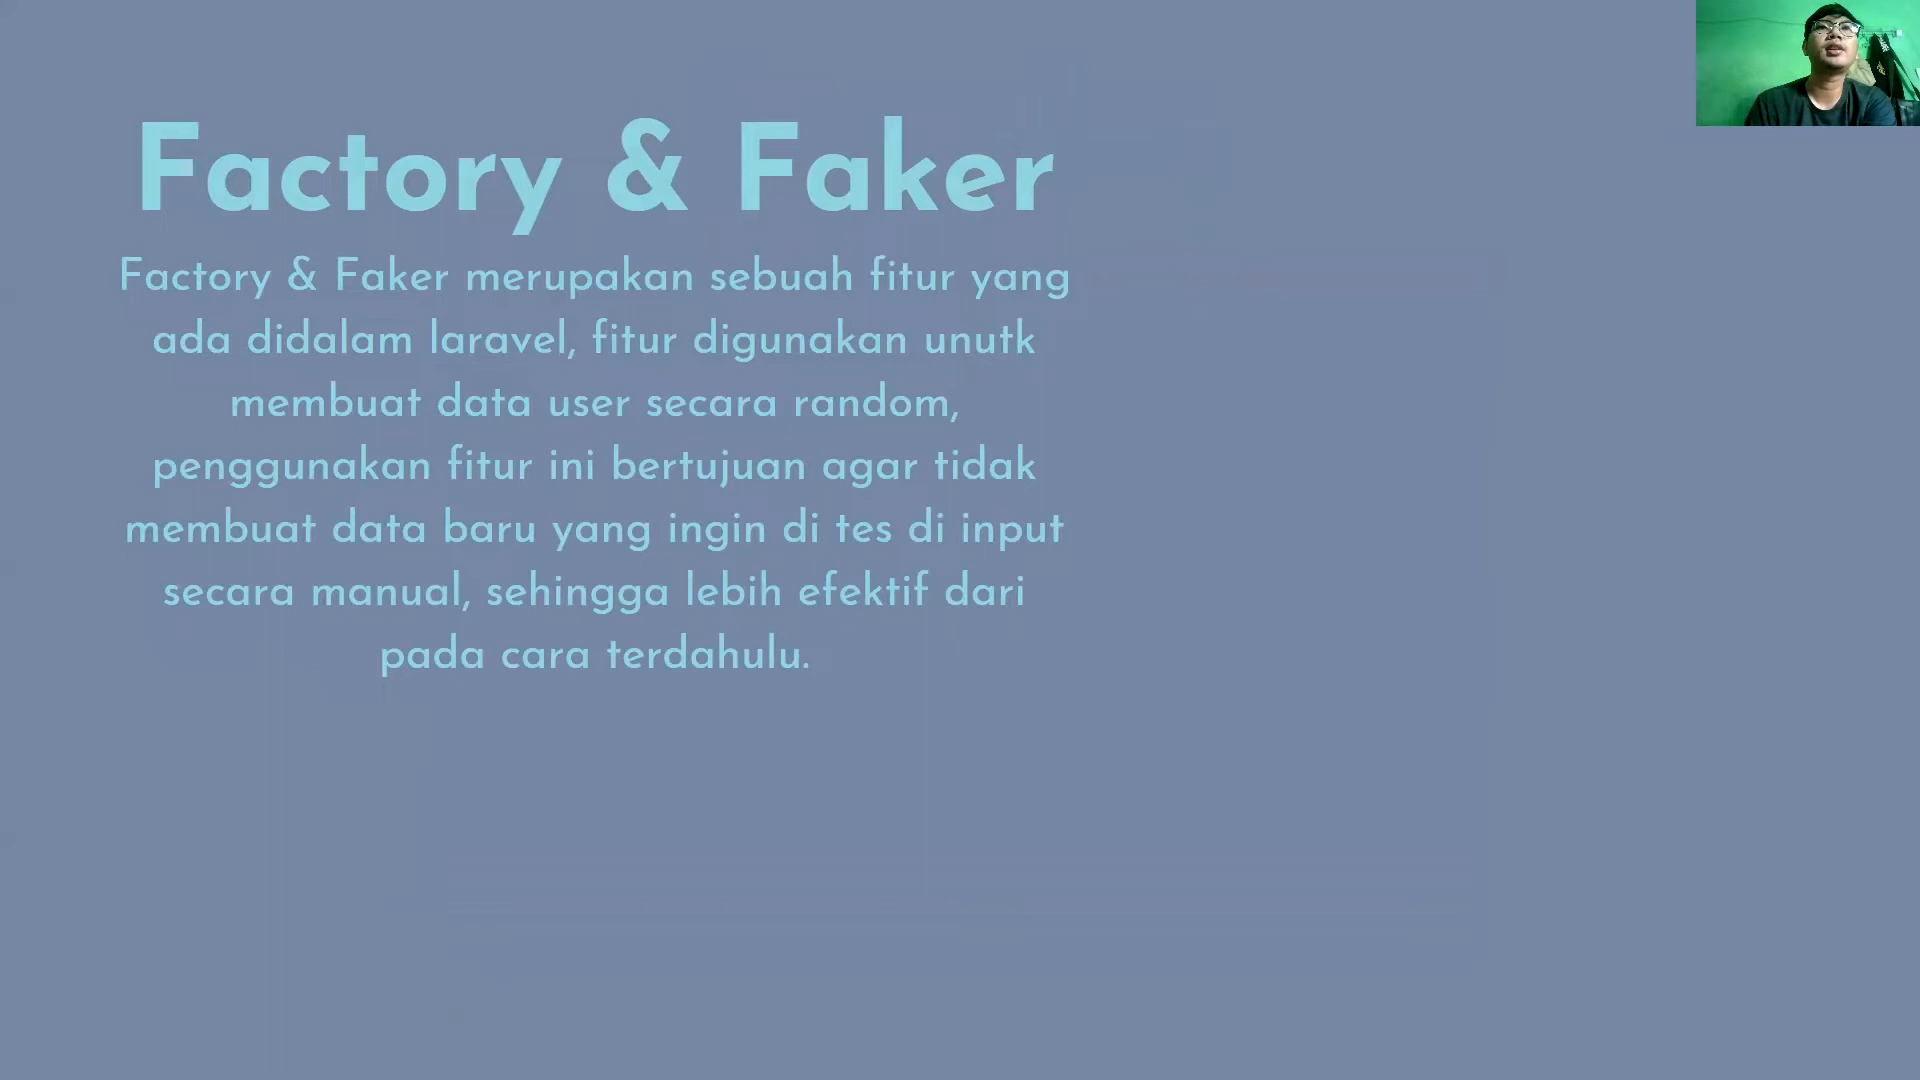 Factory & Faker
Factory & Faker merupakan sebuah fitur yang
ada didalam laravel, fitur digunakan unutk
membuat data user secara random,
penggunakan fitur ini bertujuan agar tidak
membuat data baru yang ingin di tes di input
secara manual, sehingga lebih efektif dari
pada cara terdahulu.